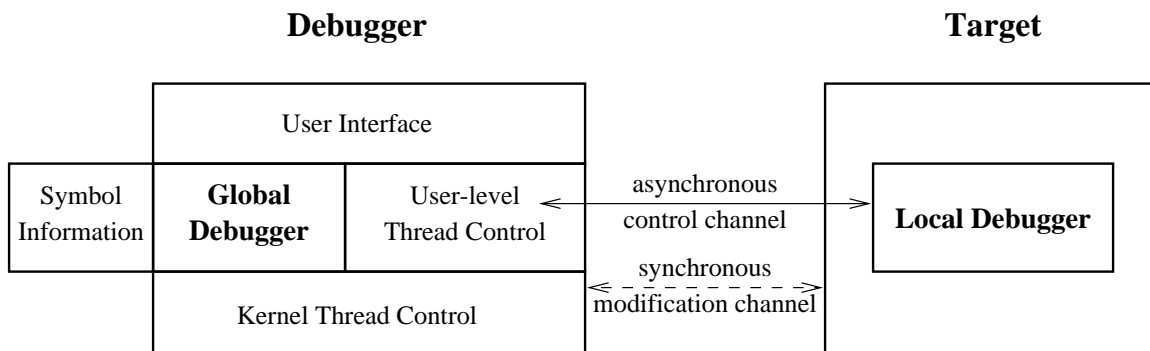 Debugger
Target
User Interface
Symbol
Information
Global
Debugger
User-level
Thread Control
asynchronous
control channel
Local Debugger
synchronous
modification channel
Kernel Thread Control